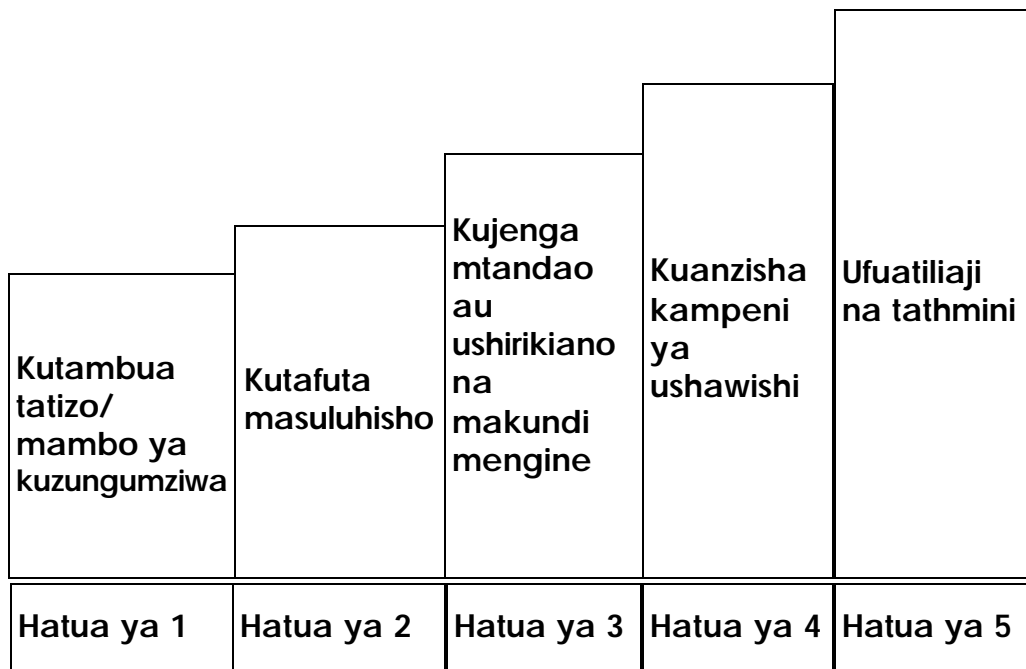 Kutambua
tatizo/
mambo ya
kuzungumziwa
Kutafuta
masuluhisho
Kujenga
mtandao
au
ushirikiano
na
makundi
mengine
Kuanzisha
kampeni
ya
ushawishi
Ufuatiliaji
na tathmini
Hatua ya 1
Hatua ya 2
Hatua ya 3
Hatua ya 4
Hatua ya 5